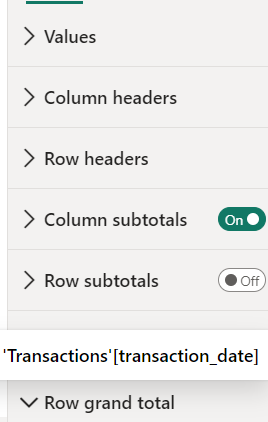 Values
Column headers
Row headers
Column subtotals On
Row subtotals Off
'Transactions'[transaction_date]
Row grand total